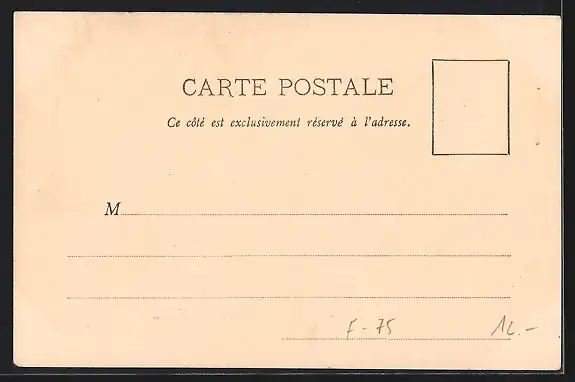 CARTE POSTALE
Ce côté est exclusivement réservé à l'adresse.
M
F - 75 12.-